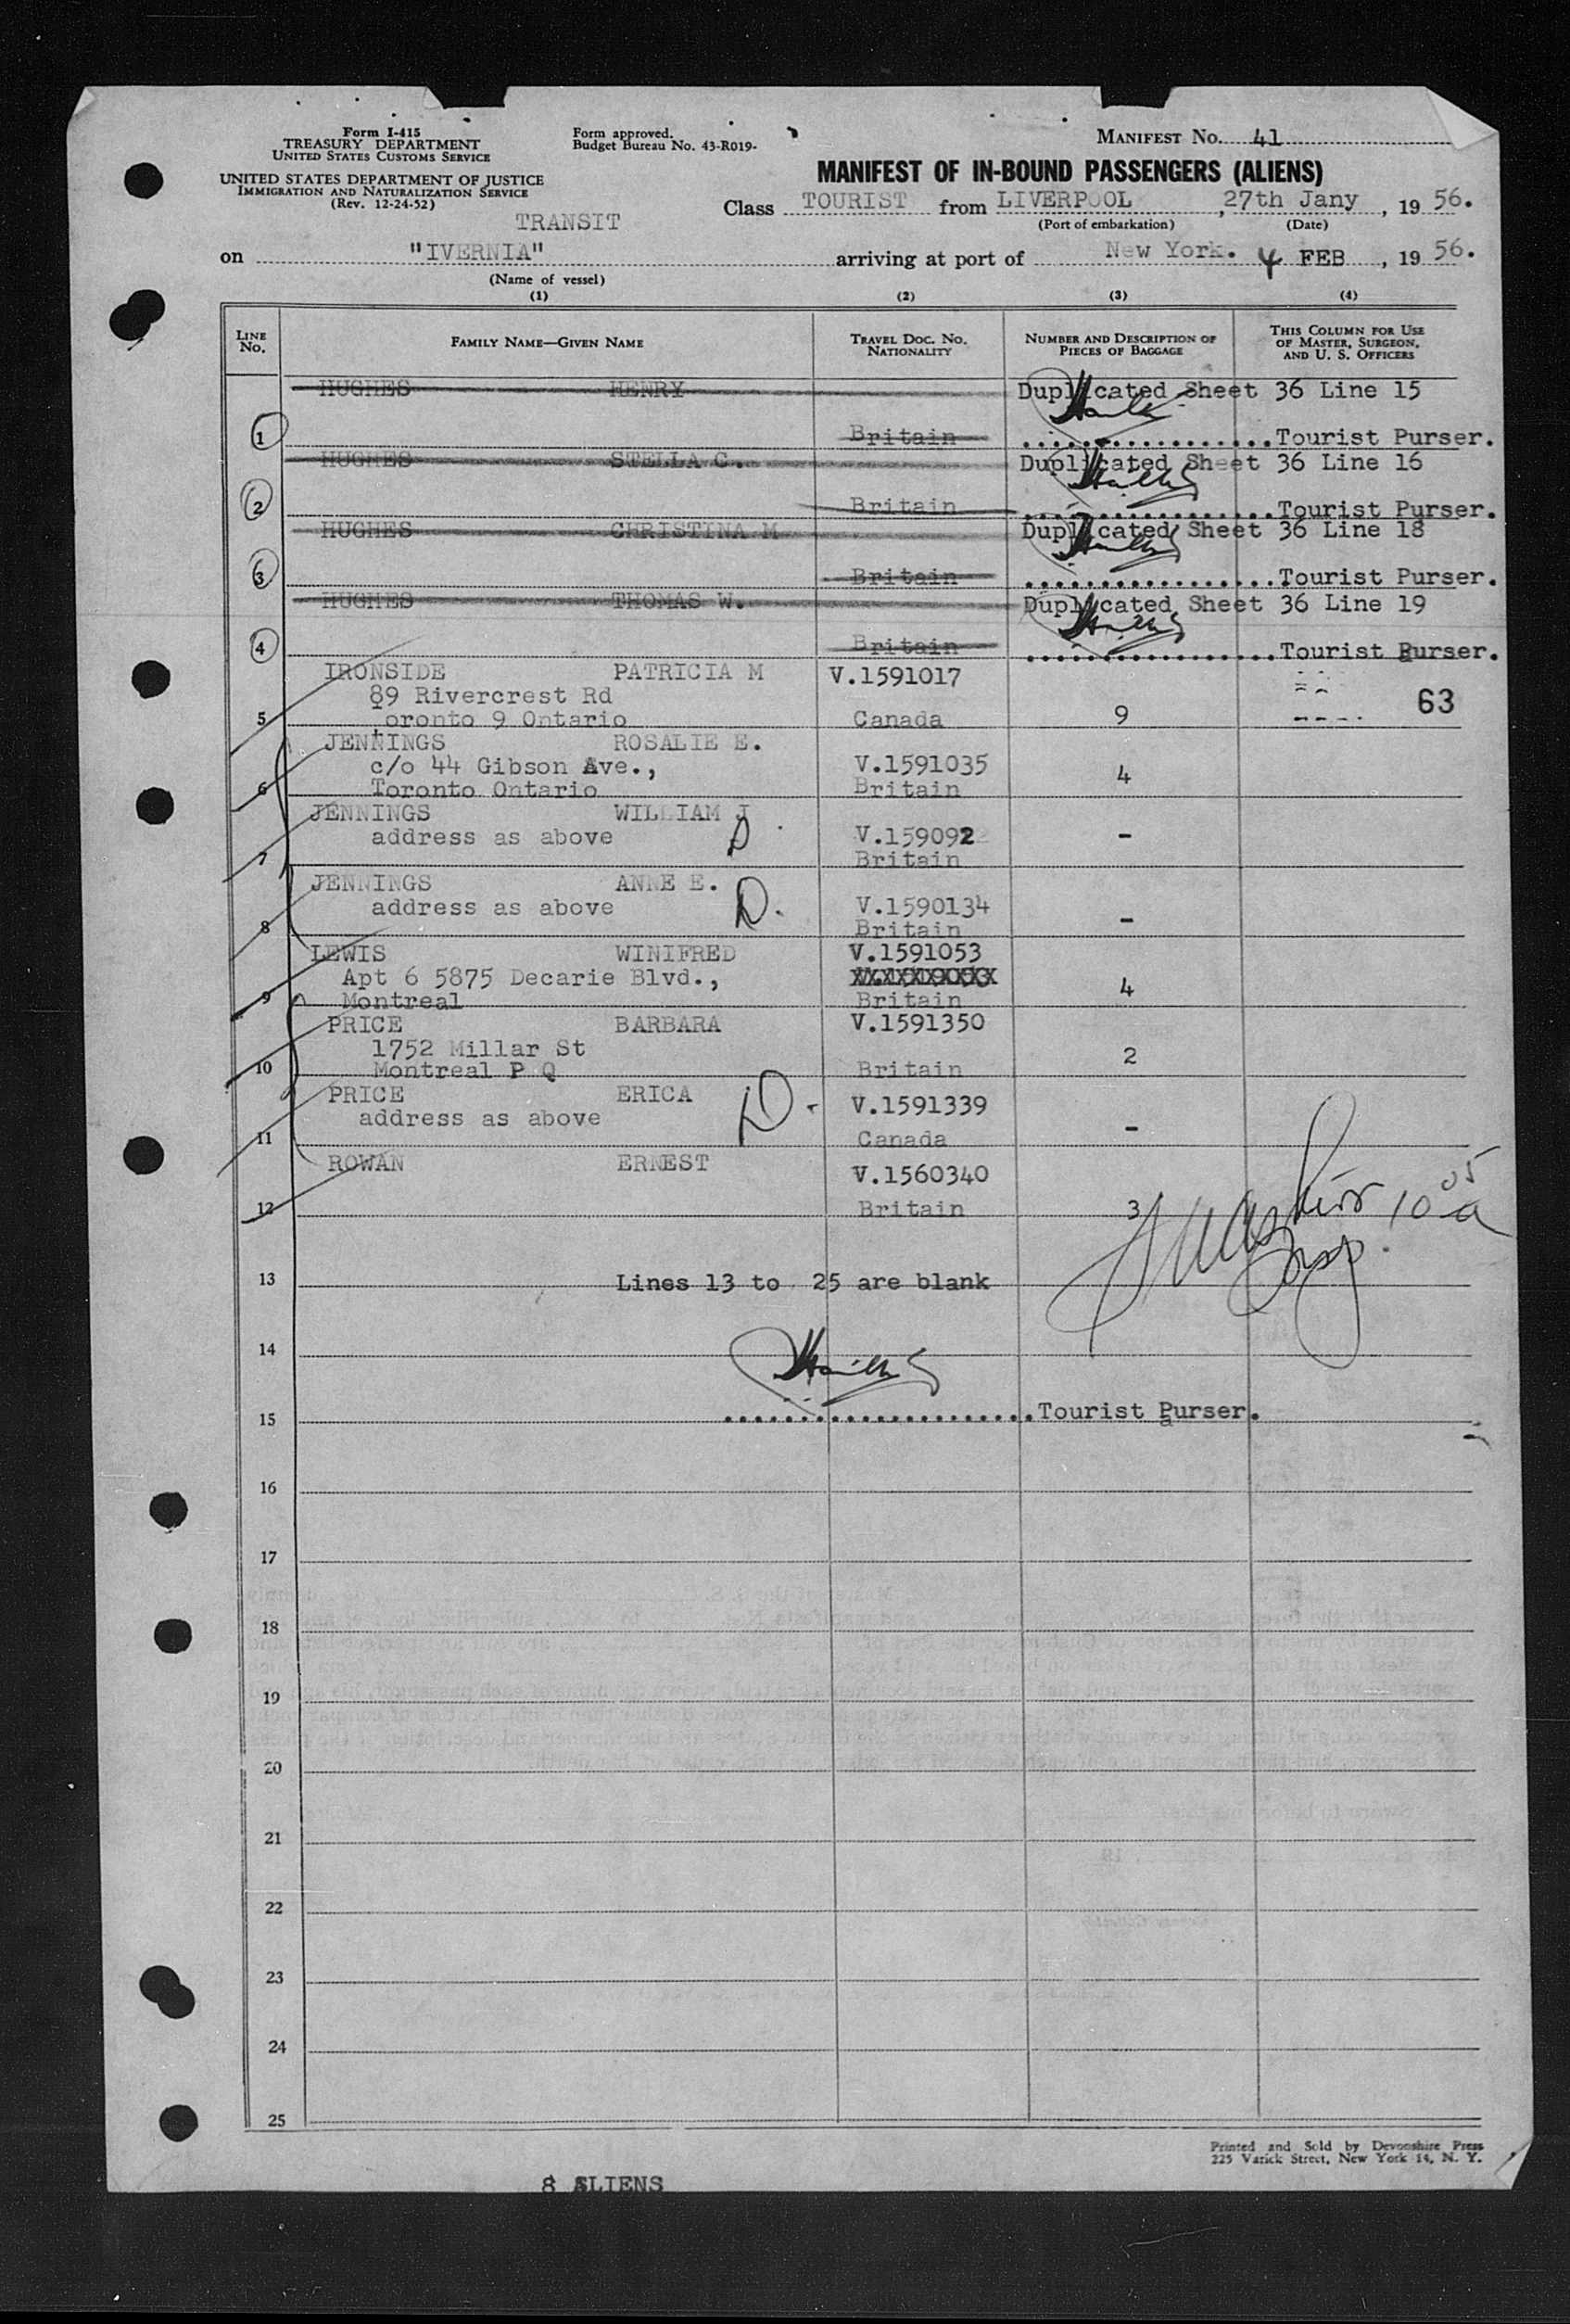 Form I-415
TREASURY DEPARTMENT
UNITED STATES CUSTOMS SERVICE
UNITED STATES DEPARTMENT OF JUSTICE
IMMIGRATION AND NATURALIZATION SERVICE
(Rev. 12-24-52)
Form approved.
Budget Bureau No. 43-R019-
MANIFEST NO. 41
MANIFEST OF IN-BOUND PASSENGERS (ALIENS)
Class TOURIST from LIVERPOOL, 27th Jany, 1956.
(Port of embarkation) (Date)
TRANSIT
on "IVERNIA" arriving at port of New York. 4 FEB, 1956.
(Name of vessel)
(1) (2) (3) (4)
LINE NO. FAMILY NAME—GIVEN NAME TRAVEL DOC. NO. NATIONALITY NUMBER AND DESCRIPTION OF PIECES OF BAGGAGE THIS COLUMN FOR USE OF MASTER, SURGEON, AND U. S. OFFICERS
HUGHES HENRY Duplicated Sheet 36 Line 15
1 Britain ................Tourist Purser.
HUGHES STELLA C. Duplicated Sheet 36 Line 16
2 Britain ................Tourist Purser.
HUGHES CHRISTINA M Duplicated Sheet 36 Line 18
3 Britain ................Tourist Purser.
HUGHES THOMAS W. Duplicated Sheet 36 Line 19
4 Britain ................Tourist Purser.
IRONSIDE PATRICIA M V.1591017
89 Rivercrest Rd 63
5 toronto 9 Ontario Canada 9
JENNINGS ROSALIE E.
c/o 44 Gibson Ave., V.1591035 4
6 Toronto Ontario Britain
JENNINGS WILLIAM J
address as above D V.159092 -
7 Britain
JENNINGS ANNE E.
address as above D. V.1590134 -
8 Britain
LEWIS WINIFRED V.1591053
Apt 6 5875 Decarie Blvd., 4
9 Montreal Britain
PRICE BARBARA V.1591350
1752 Millar St 2
10 Montreal P Q Britain
PRICE ERICA V.1591339
address as above D. -
11 Canada
ROWAN ERNEST V.1560340
12 Britain 3
10 05 a
Insp.
13 Lines 13 to 25 are blank
14
15 .....................Tourist Purser.
16
17
18
19
20
21
22
23
24
25
Printed and Sold by Devonshire Press
225 Varick Street, New York 14, N. Y.
8 ALIENS